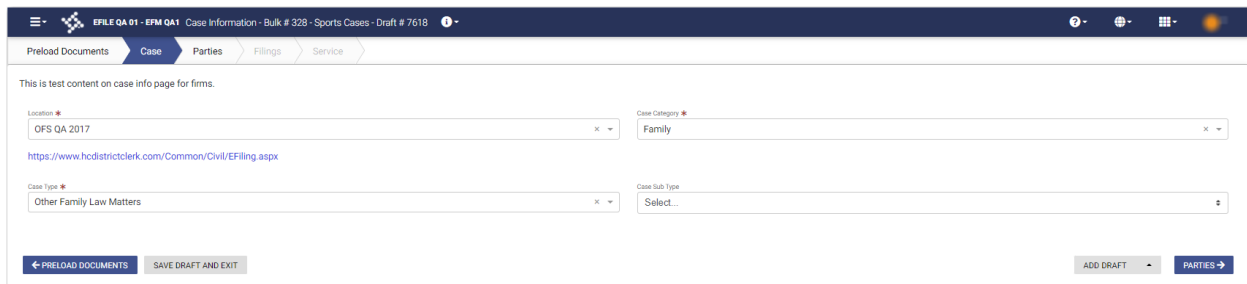 EFILE QA 01 - EFM QA1 Case Information - Bulk # 328 - Sports Cases - Draft # 7618
Preload Documents Case Parties Filings Service
This is test content on case info page for firms.
Location * Case Category *
OFS QA 2017 × Family ×
https://www.hcdistrictclerk.com/Common/Civil/EFiling.aspx
Case Type * Case Sub Type
Other Family Law Matters × Select...
← PRELOAD DOCUMENTS SAVE DRAFT AND EXIT ADD DRAFT PARTIES →